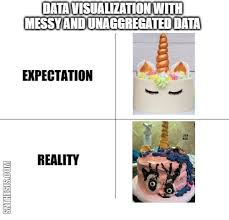 DATA VISUALIZATION WITH
MESSY AND UNAGGREGATED DATA
EXPECTATION
REALITY